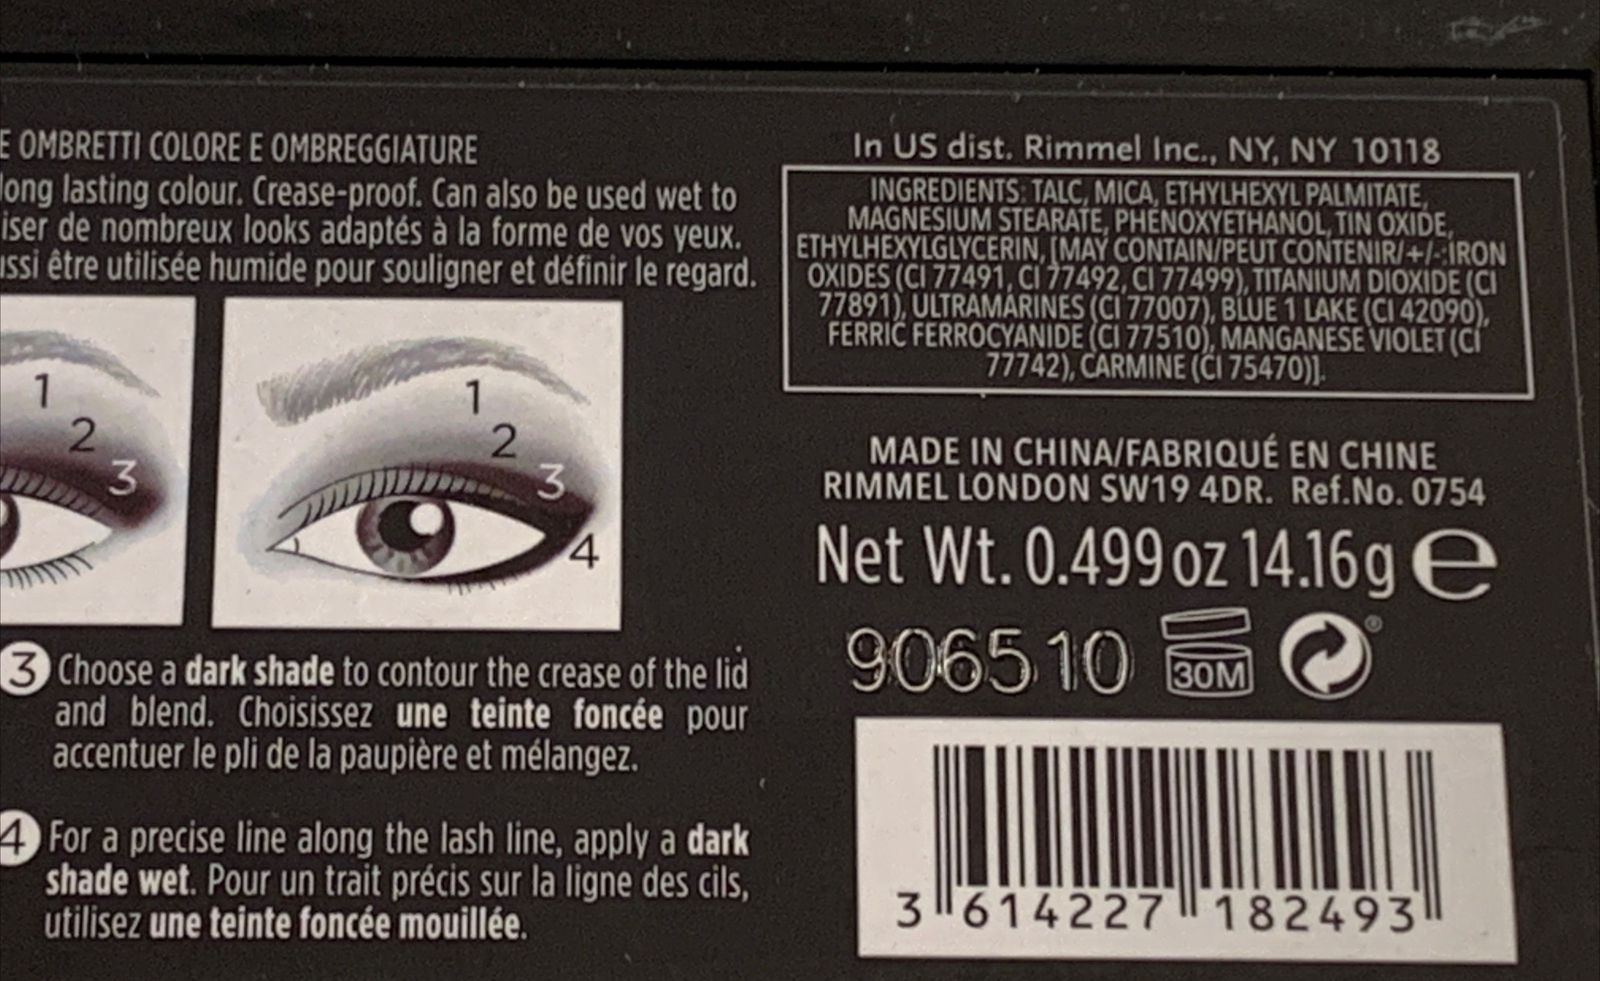 E OMBRETTI COLORE E OMBREGGIATURE
long lasting colour. Crease-proof. Can also be used wet to
iser de nombreux looks adaptés à la forme de vos yeux.
ussi être utilisée humide pour souligner et définir le regard.
1
2
3
1
2
3
4
3 Choose a dark shade to contour the crease of the lid
and blend. Choisissez une teinte foncée pour
accentuer le pli de la paupière et mélangez.
4 For a precise line along the lash line, apply a dark
shade wet. Pour un trait précis sur la ligne des cils,
utilisez une teinte foncée mouillée.
In US dist. Rimmel Inc., NY, NY 10118
INGREDIENTS: TALC, MICA, ETHYLHEXYL PALMITATE,
MAGNESIUM STEARATE, PHENOXYETHANOL, TIN OXIDE,
ETHYLHEXYLGLYCERIN, [MAY CONTAIN/PEUT CONTENIR/+/-:IRON
OXIDES (CI 77491, CI 77492, CI 77499), TITANIUM DIOXIDE (CI
77891), ULTRAMARINES (CI 77007), BLUE 1 LAKE (CI 42090),
FERRIC FERROCYANIDE (CI 77510), MANGANESE VIOLET (CI
77742), CARMINE (CI 75470)].
MADE IN CHINA/FABRIQUÉ EN CHINE
RIMMEL LONDON SW19 4DR. Ref.No. 0754
Net Wt. 0.499oz 14.16g e
9065 10 30M ®
3 614227 182493